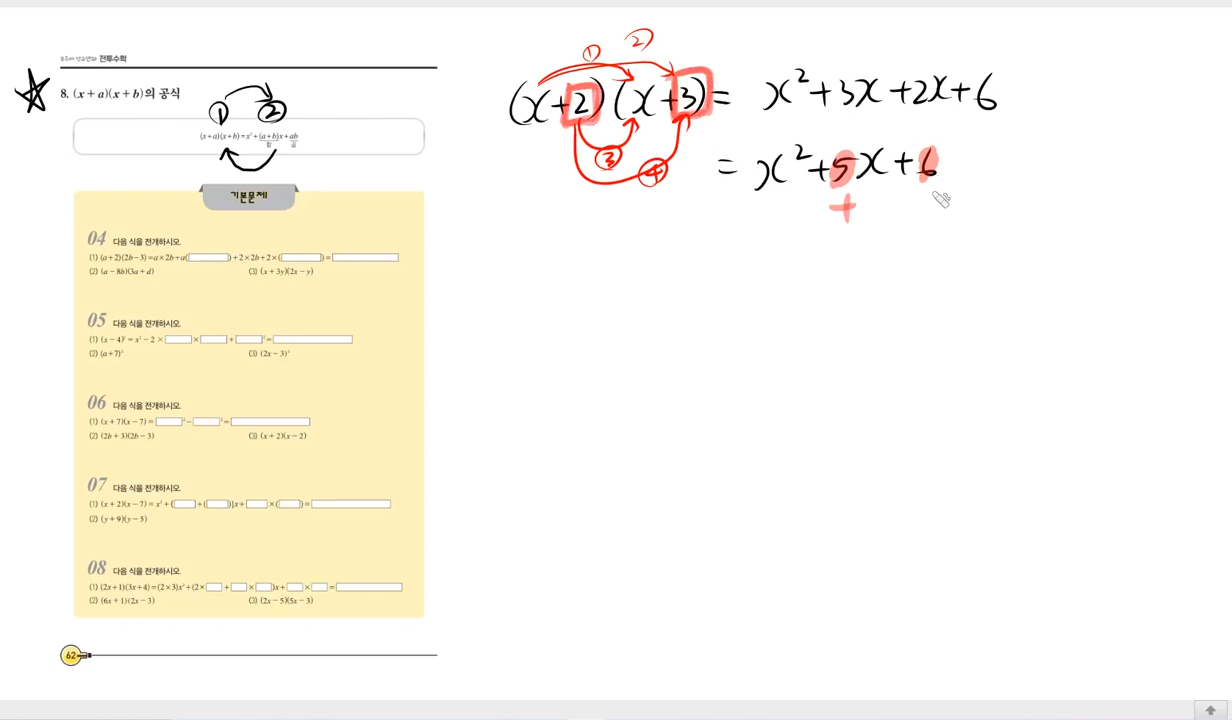 전투수학
8. (x + a)(x + b)의 공식
① ②
(x+a)(x+b)=x²+(a+b)x+ab
합 곱
기본문제
04 다음 식을 전개하시오.
(1) (a+2)(2b-3)=a×2b+a( )+2×2b+2×( )=
(2) (a-8b)(3a+d) (3) (x+3y)(2x-y)
05 다음 식을 전개하시오.
(1) (x-4)²=x²-2× × + ²=
(2) (a+7)² (3) (2x-3)²
06 다음 식을 전개하시오.
(1) (x+7)(x-7)= ²- ²=
(2) (2b+3)(2b-3) (3) (x+2)(x-2)
07 다음 식을 전개하시오.
(1) (x+2)(x-7)=x²+{ +( )}x+ ×( )=
(2) (y+9)(y-5)
08 다음 식을 전개하시오.
(1) (2x+1)(3x+4)=(2×3)x²+(2× + × )x+ × =
(2) (6x+1)(2x-3) (3) (2x-5)(5x-3)
62
① 2)
(x+2)(x+3)= x²+3x+2x+6
③ ④
= x²+5x+6
+